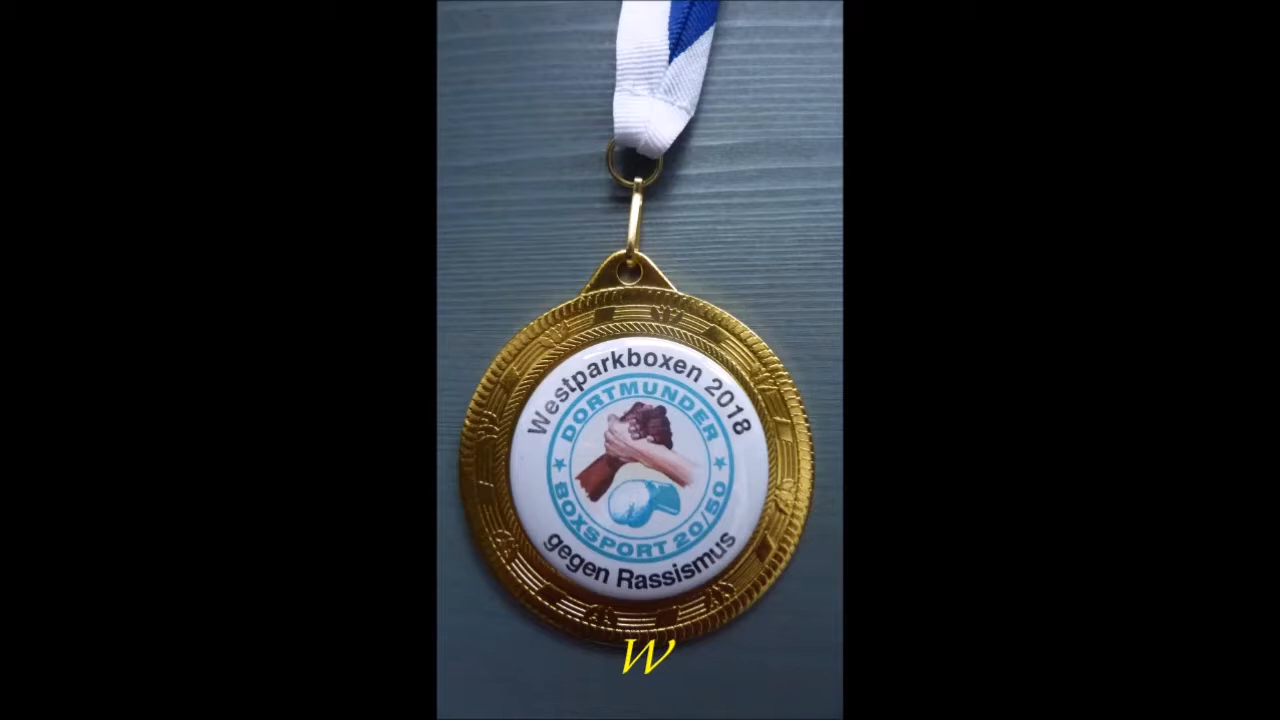 Westparkboxen 2018
DORTMUNDER
BOXSPORT 20/50
gegen Rassismus
W